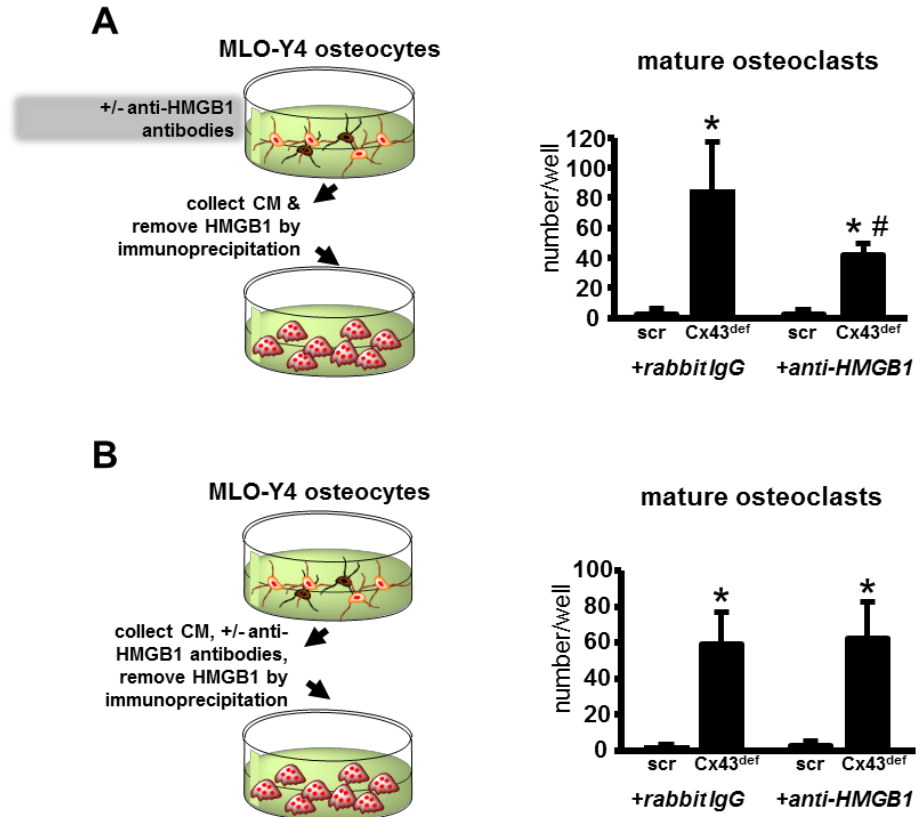 A
MLO-Y4 osteocytes
+/- anti-HMGB1
antibodies
collect CM &
remove HMGB1 by
immunoprecipitation
mature osteoclasts
number/well
120
100
80
60
40
20
0
*
* #
scr Cx43def scr Cx43def
+rabbit IgG +anti-HMGB1
B
MLO-Y4 osteocytes
collect CM, +/- anti-
HMGB1 antibodies,
remove HMGB1 by
immunoprecipitation
mature osteoclasts
number/well
100
80
60
40
20
0
* *
scr Cx43def scr Cx43def
+rabbit IgG +anti-HMGB1